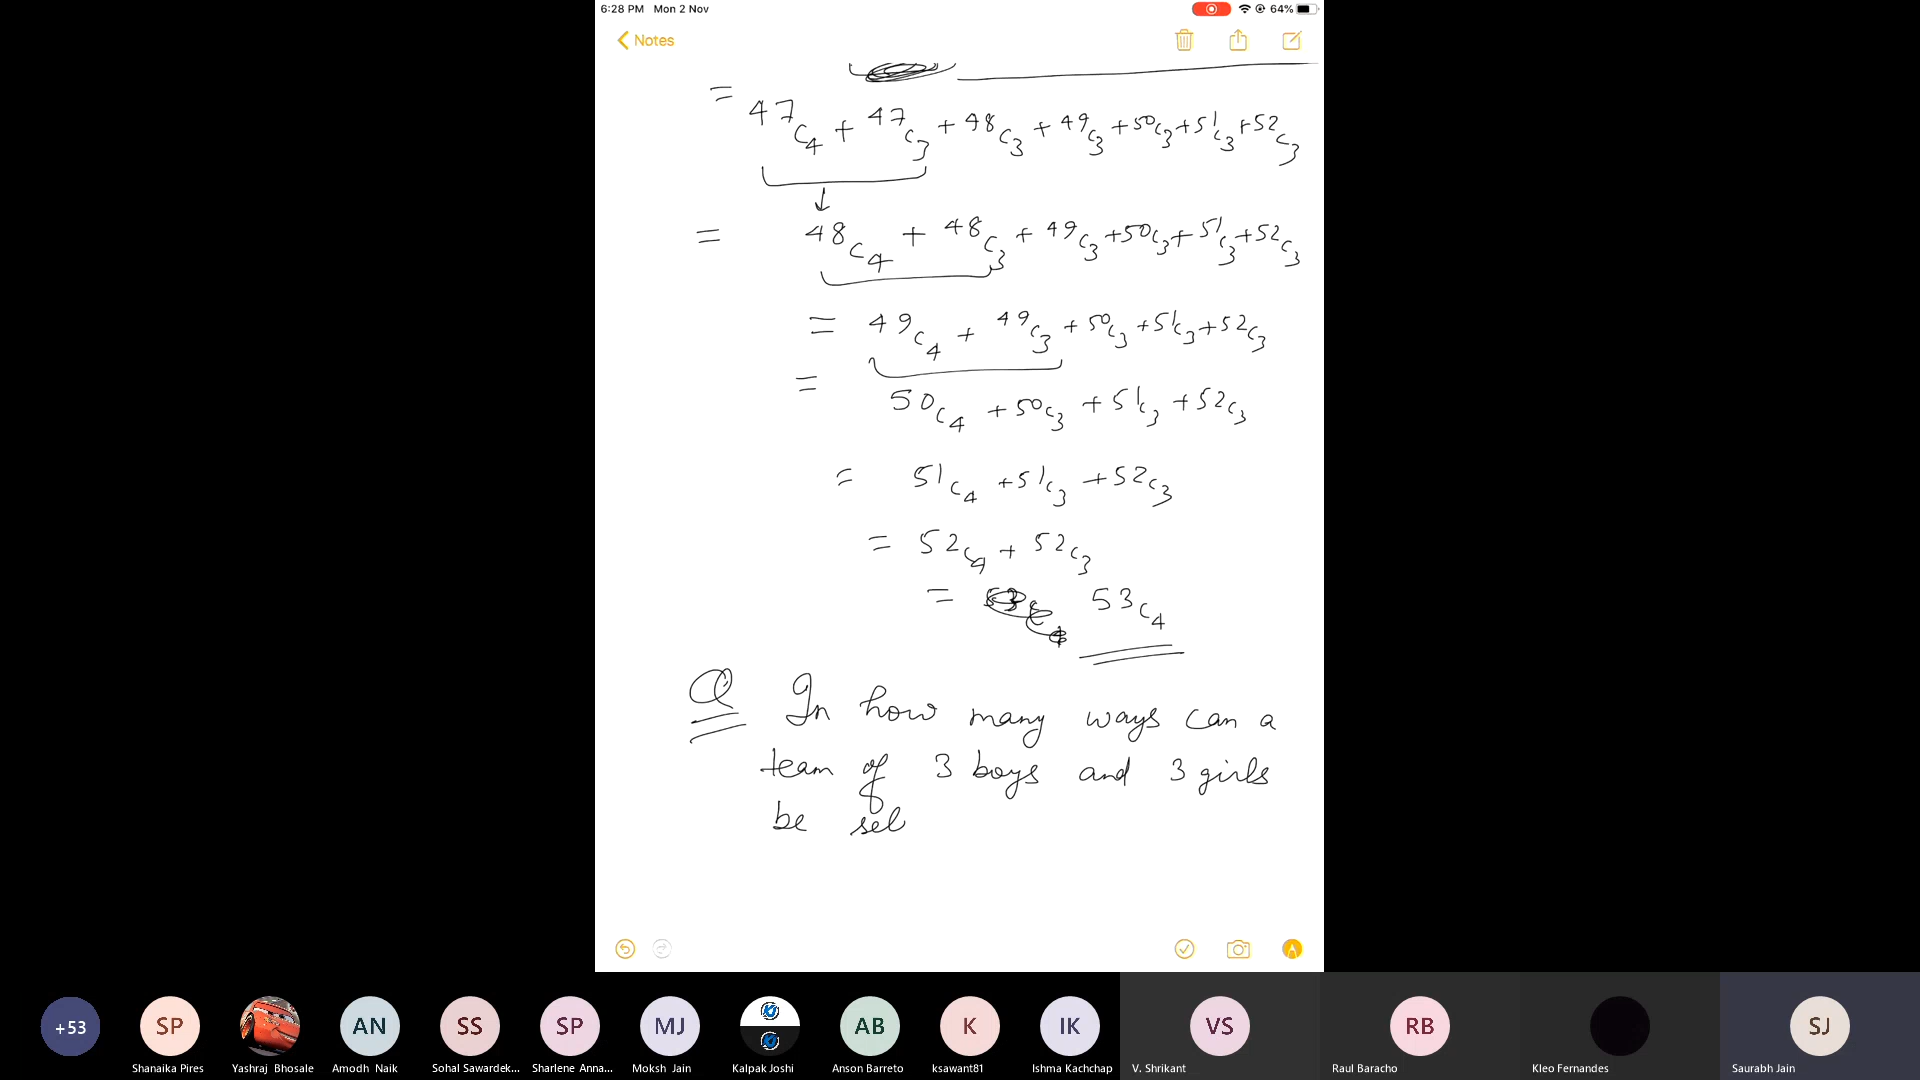 6:28 PM Mon 2 Nov 64%
Notes
= 47C4 + 47C3 + 48C3 + 49C3 + 50C3 + 51C3 + 52C3
= 48C4 + 48C3 + 49C3 + 50C3 + 51C3 + 52C3
= 49C4 + 49C3 + 50C3 + 51C3 + 52C3
= 50C4 + 50C3 + 51C3 + 52C3
= 51C4 + 51C3 + 52C3
= 52C4 + 52C3
= 53C4
Q In how many ways can a
team of 3 boys and 3 girls
be sel
+53 SP AN SS SP MJ AB K IK VS RB SJ
Shanaika Pires Yashraj Bhosale Amodh Naik Sohal Sawardek... Sharlene Anna... Moksh Jain Kalpak Joshi Anson Barreto ksawant81 Ishma Kachchap V. Shrikant Raul Baracho Kleo Fernandes Saurabh Jain